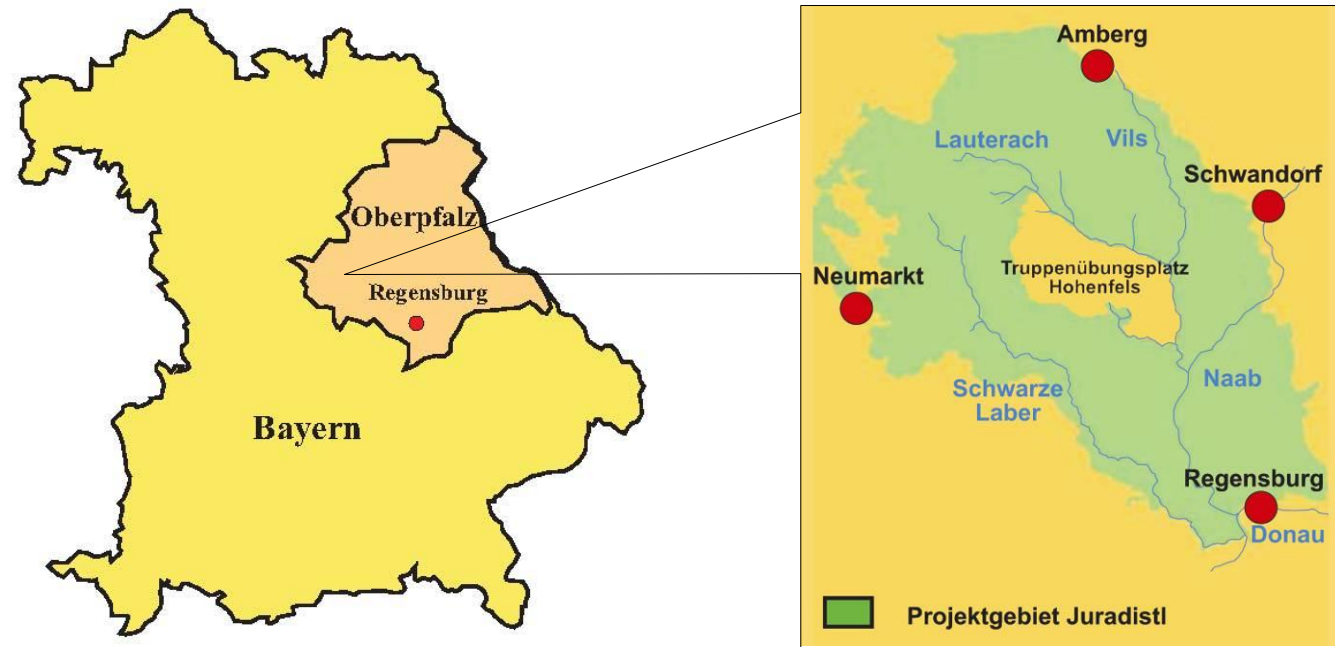 Oberpfalz
Regensburg
Bayern
Amberg
Lauterach
Vils
Schwandorf
Neumarkt
Truppenübungsplatz
Hohenfels
Schwarze
Laber
Naab
Regensburg
Donau
Projektgebiet Juradistl